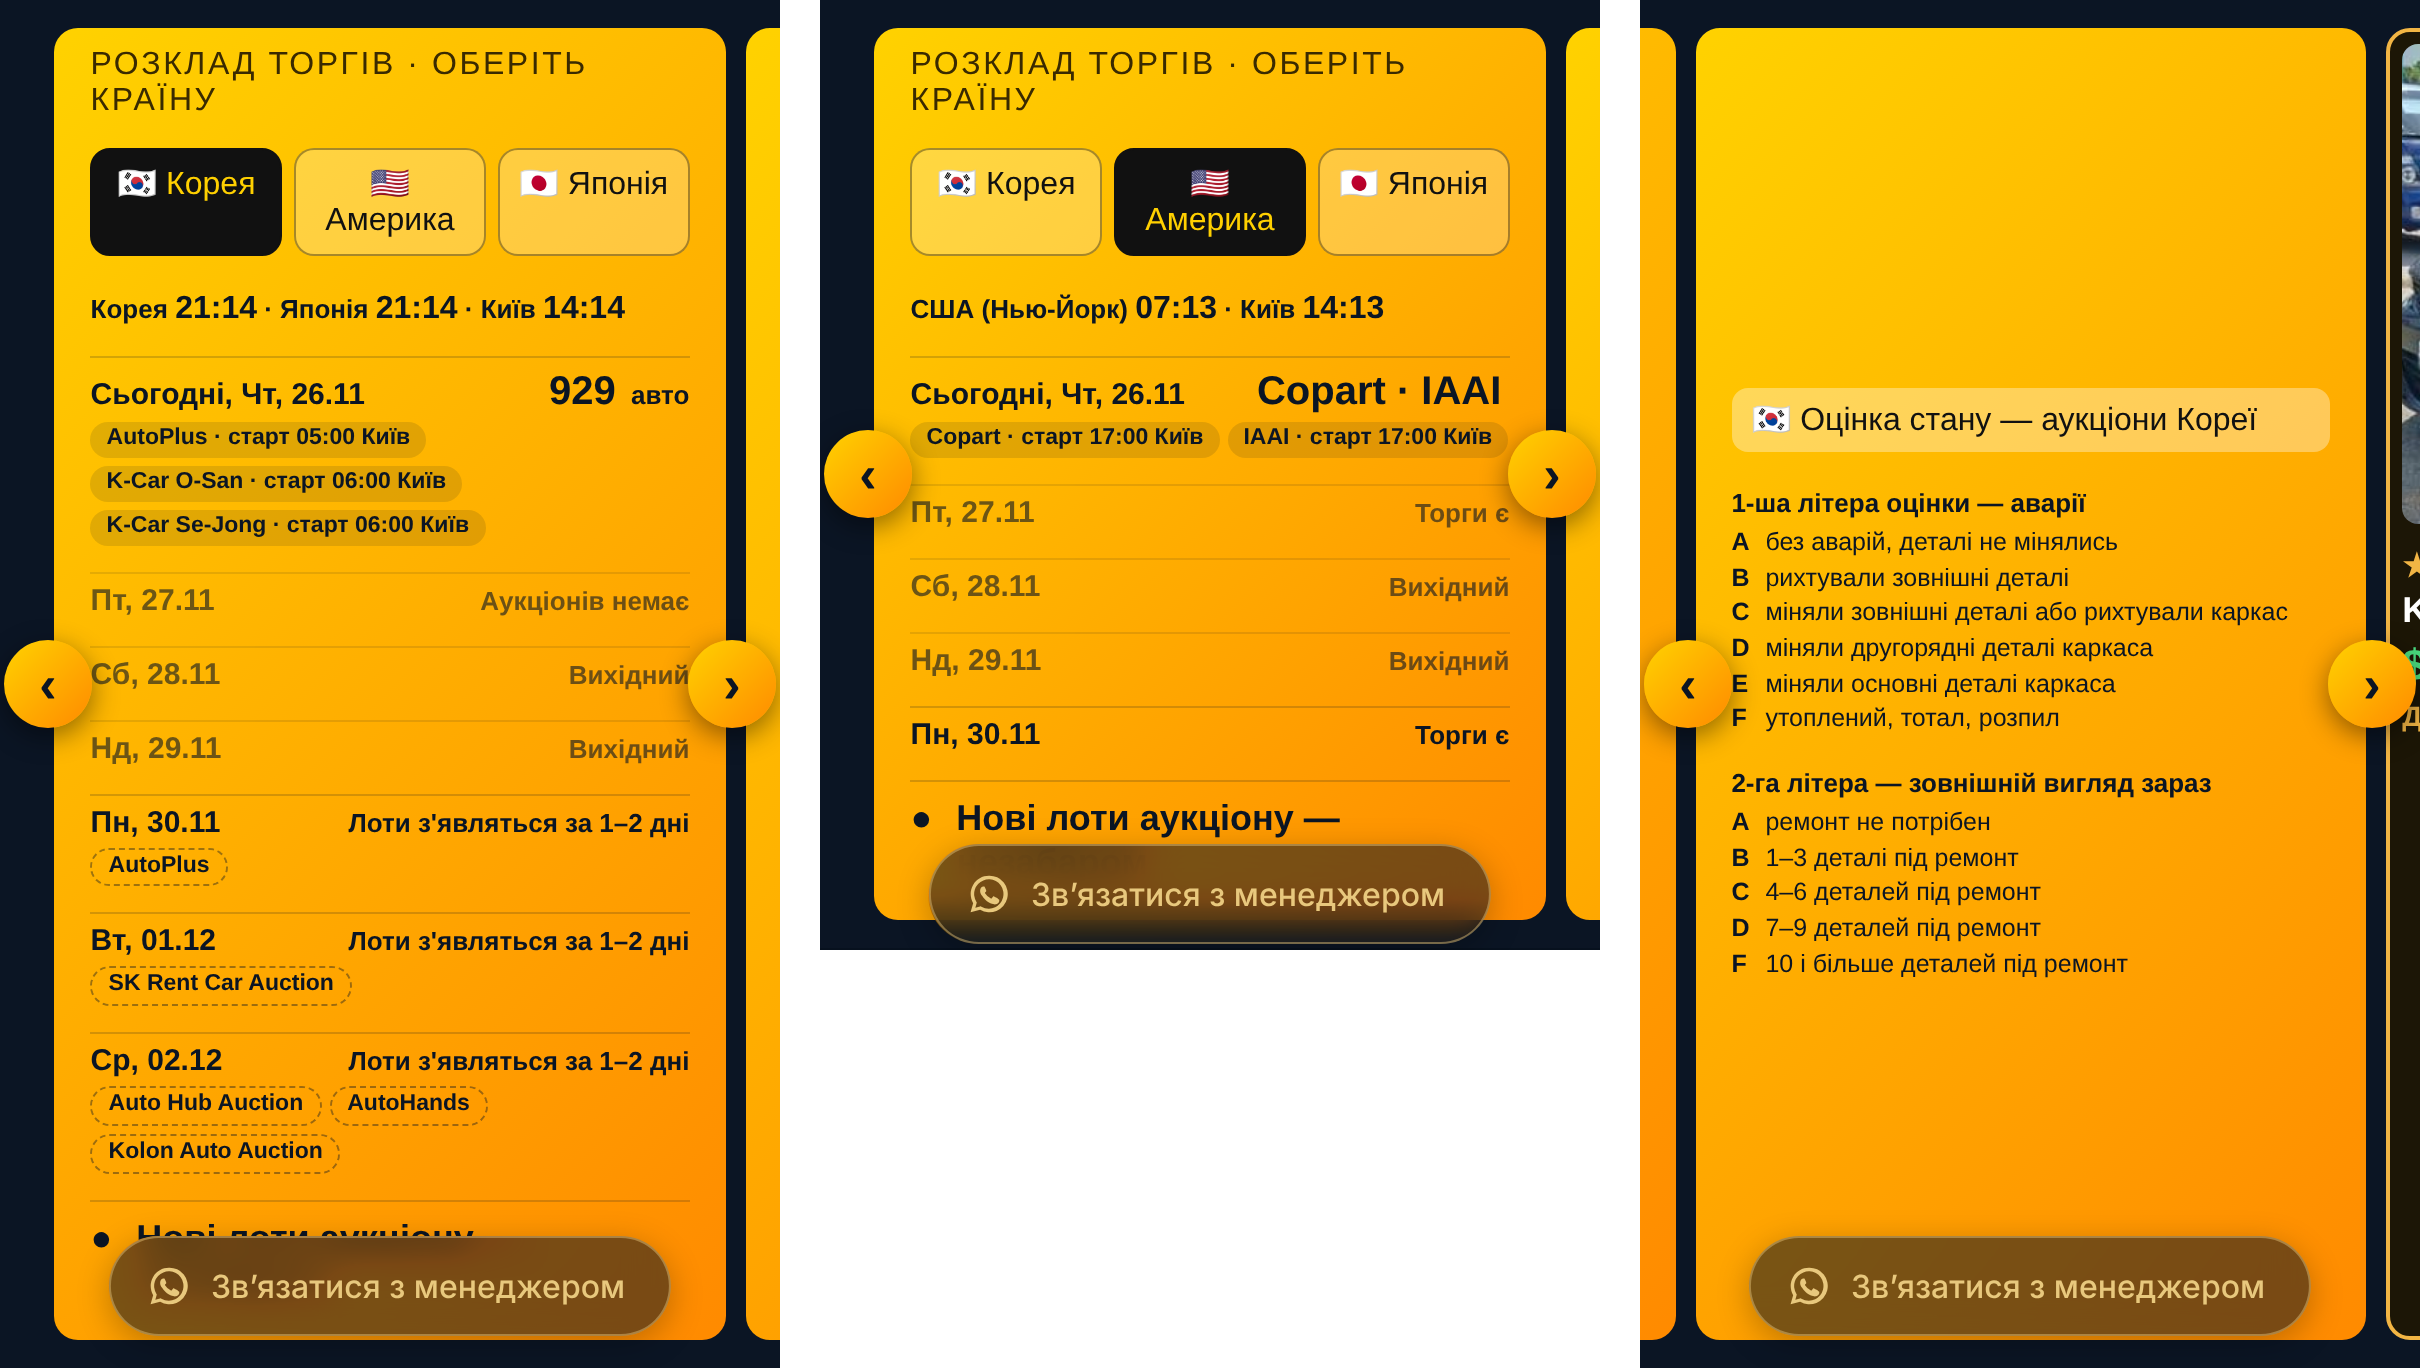 РОЗКЛАД ТОРГІВ · ОБЕРІТЬ
КРАЇНУ
Корея
Америка
Японія
Корея 21:14 · Японія 21:14 · Київ 14:14
Сьогодні, Чт, 26.11 929 авто
AutoPlus · старт 05:00 Київ
K-Car O-San · старт 06:00 Київ
K-Car Se-Jong · старт 06:00 Київ
Пт, 27.11 Аукціонів немає
Сб, 28.11 Вихідний
‹ ›
Нд, 29.11 Вихідний
Пн, 30.11 Лоти з'являться за 1–2 дні
AutoPlus
Вт, 01.12 Лоти з'являться за 1–2 дні
SK Rent Car Auction
Ср, 02.12 Лоти з'являться за 1–2 дні
Auto Hub Auction AutoHands
Kolon Auto Auction
● Нові лоти аукціону
Зв’язатися з менеджером
РОЗКЛАД ТОРГІВ · ОБЕРІТЬ
КРАЇНУ
Корея
Америка
Японія
США (Нью-Йорк) 07:13 · Київ 14:13
Сьогодні, Чт, 26.11 Copart · IAAI
Copart · старт 17:00 Київ IAAI · старт 17:00 Київ
‹ ›
Пт, 27.11 Торги є
Сб, 28.11 Вихідний
Нд, 29.11 Вихідний
Пн, 30.11 Торги є
● Нові лоти аукціону —
Зв’язатися з менеджером
Оцінка стану — аукціони Кореї
1-ша літера оцінки — аварії
A без аварій, деталі не мінялись
B рихтували зовнішні деталі
C міняли зовнішні деталі або рихтували каркас
D міняли другорядні деталі каркаса
E міняли основні деталі каркаса
‹ ›
F утоплений, тотал, розпил
2-га літера — зовнішній вигляд зараз
A ремонт не потрібен
B 1–3 деталі під ремонт
C 4–6 деталей під ремонт
D 7–9 деталей під ремонт
F 10 і більше деталей під ремонт
Зв’язатися з менеджером